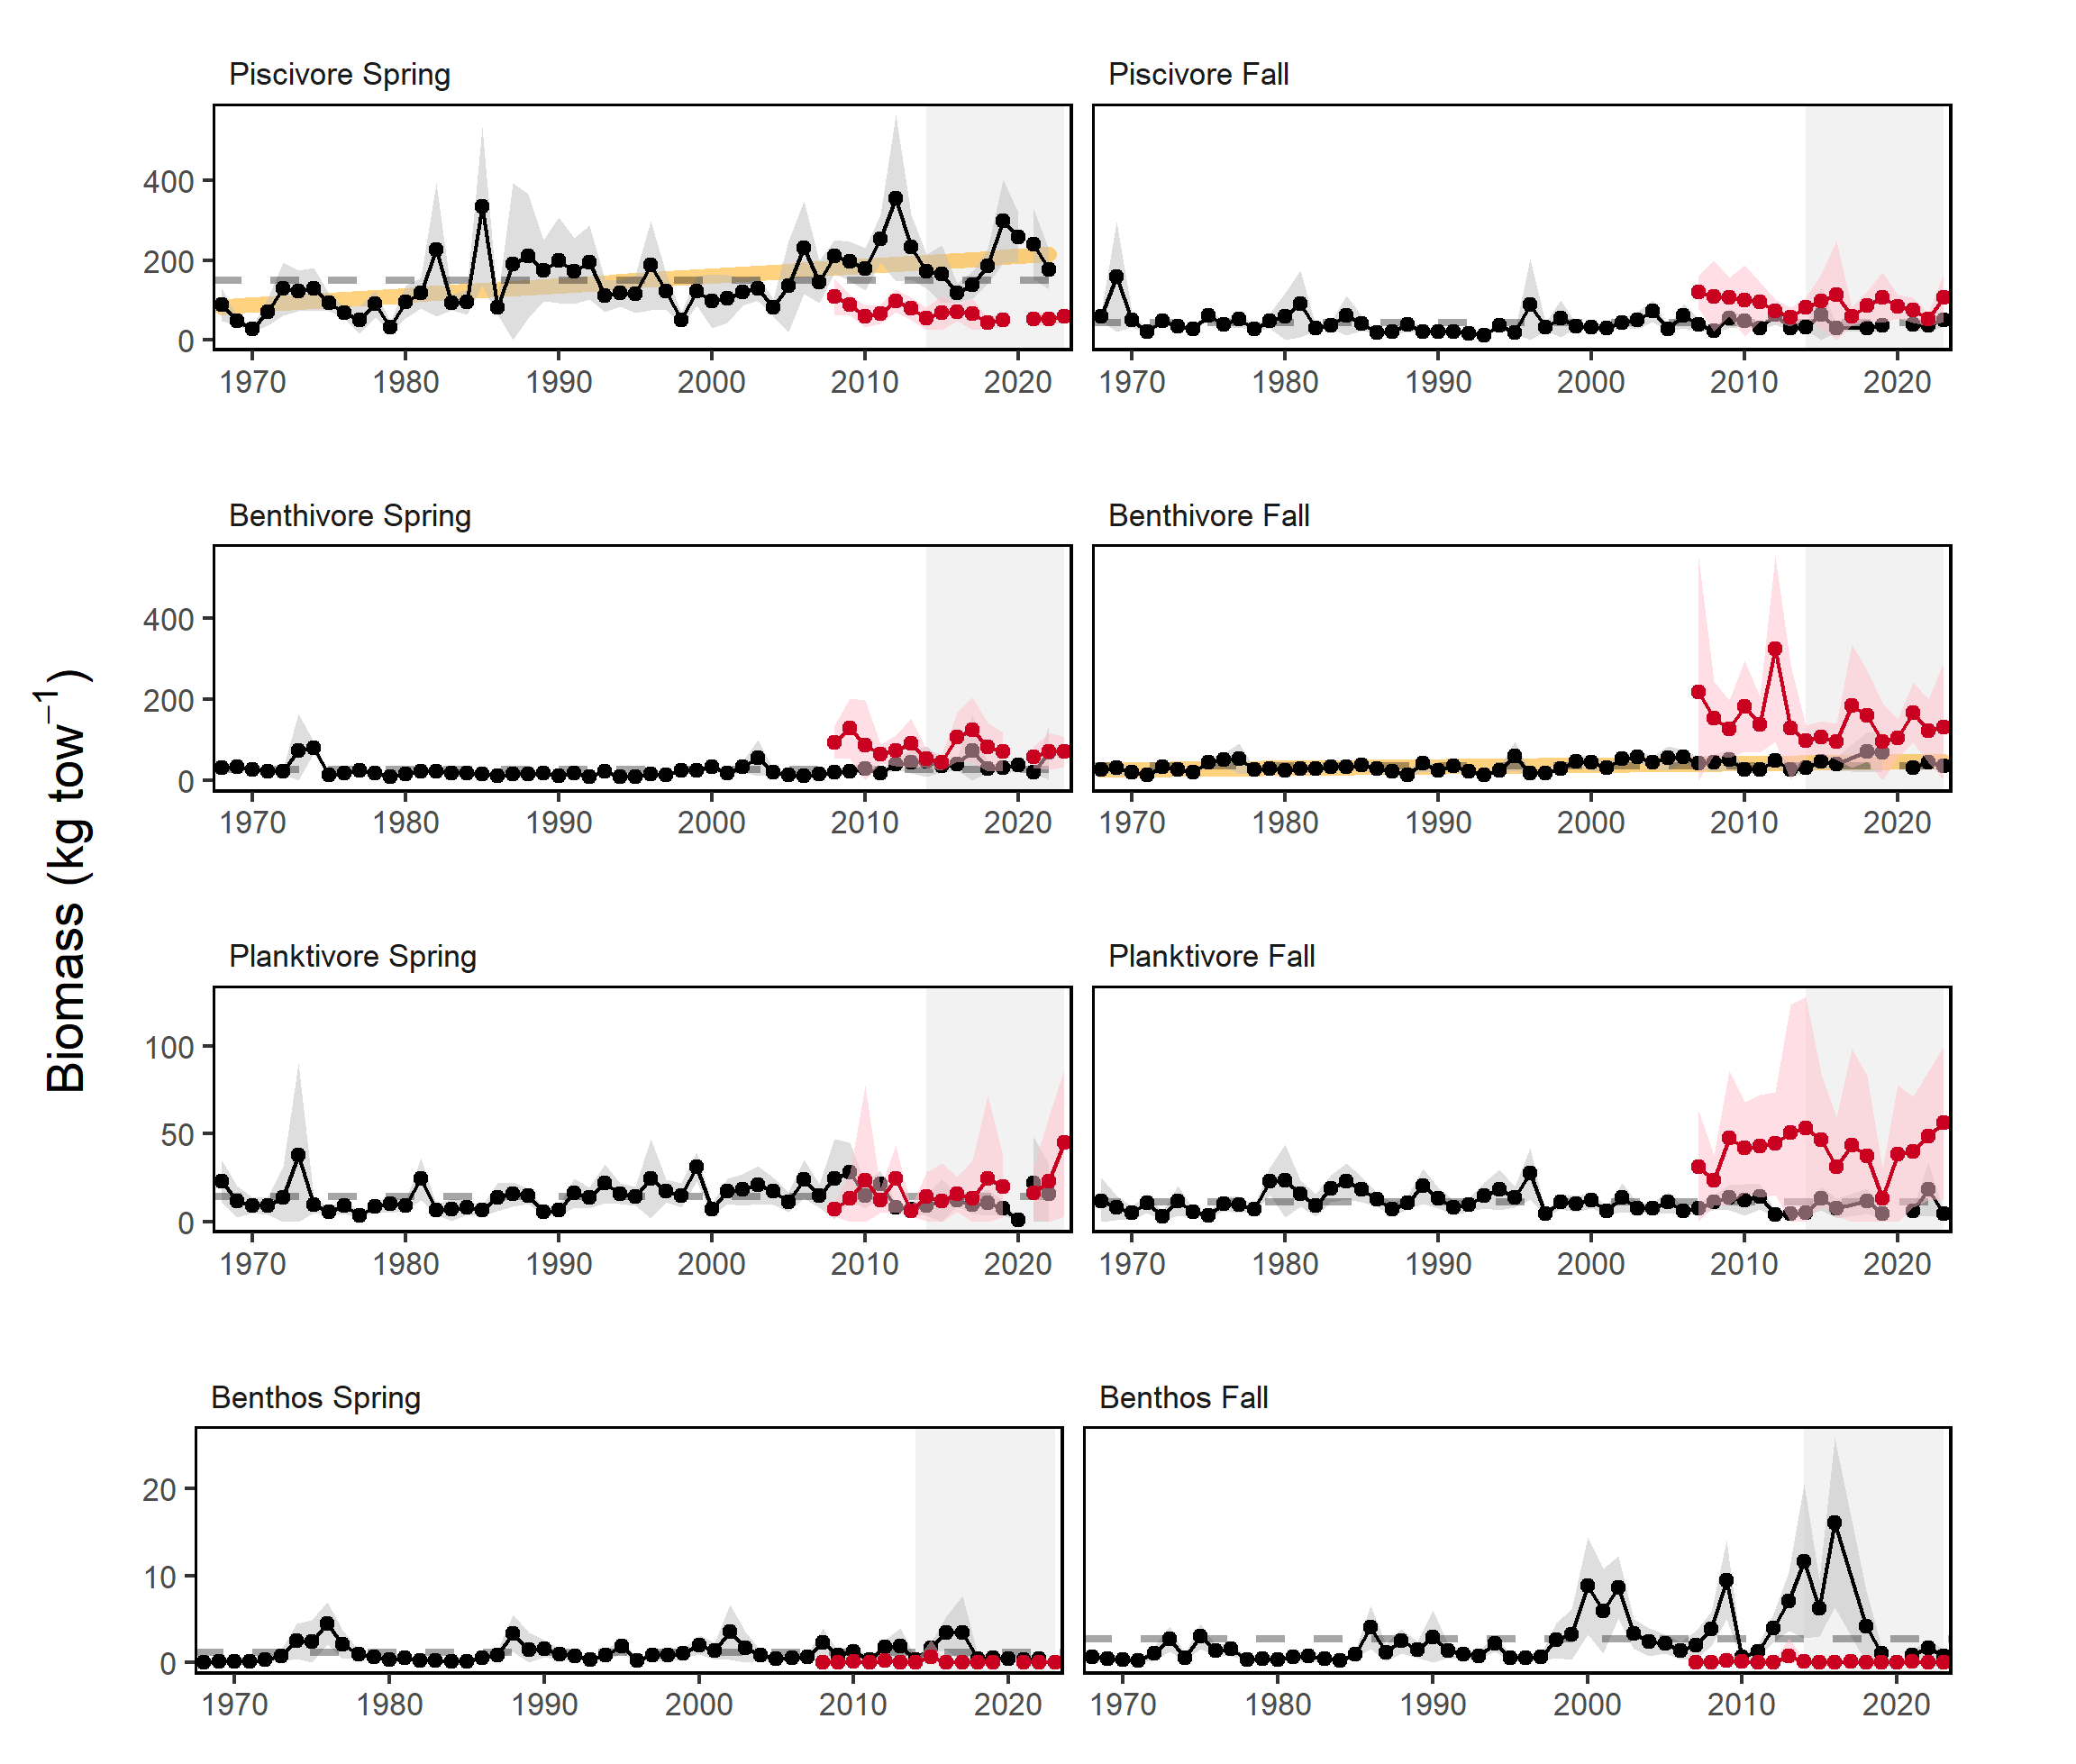 Piscivore Spring
Piscivore Fall
400
200
0
1970 1980 1990 2000 2010 2020
1970 1980 1990 2000 2010 2020
Benthivore Spring
Benthivore Fall
400
200
0
1970 1980 1990 2000 2010 2020
1970 1980 1990 2000 2010 2020
Biomass (kg tow⁻¹)
Planktivore Spring
Planktivore Fall
100
50
0
1970 1980 1990 2000 2010 2020
1970 1980 1990 2000 2010 2020
Benthos Spring
Benthos Fall
20
10
0
1970 1980 1990 2000 2010 2020
1970 1980 1990 2000 2010 2020